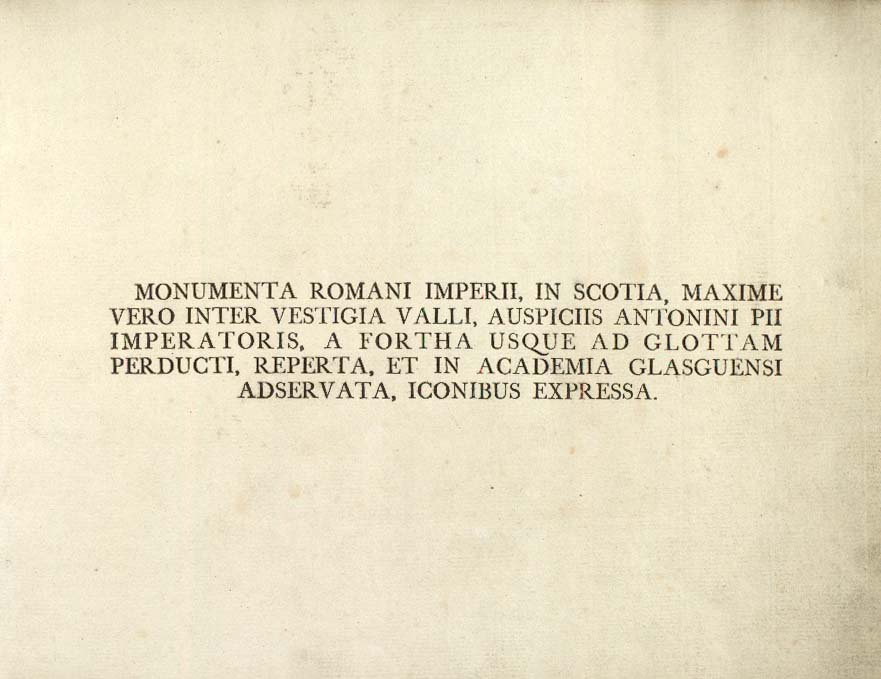 MONUMENTA ROMANI IMPERII, IN SCOTIA, MAXIME
VERO INTER VESTIGIA VALLI, AUSPICIIS ANTONINI PII
IMPERATORIS, A FORTHA USQUE AD GLOTTAM
PERDUCTI, REPERTA, ET IN ACADEMIA GLASGUENSI
ADSERVATA, ICONIBUS EXPRESSA.